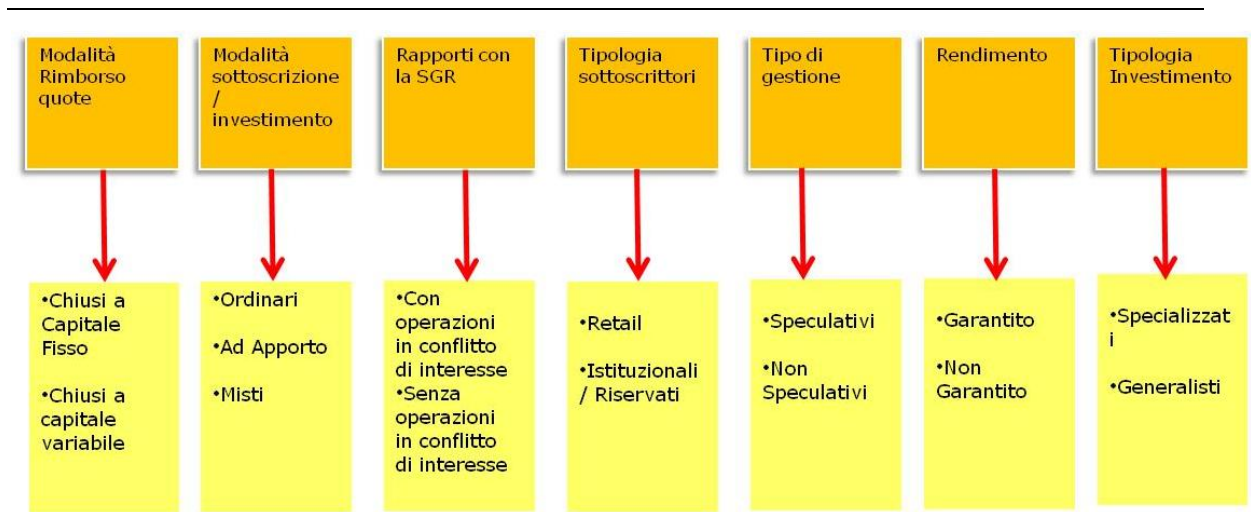 Modalità
Rimborso
quote
Modalità
sottoscrizione
/
investimento
Rapporti con
la SGR
Tipologia
sottoscrittori
Tipo di
gestione
Rendimento
Tipologia
Investimento
•Chiusi a
Capitale
Fisso
•Chiusi a
capitale
variabile
•Ordinari
•Ad Apporto
•Misti
•Con
operazioni
in conflitto
di interesse
•Senza
operazioni
in conflitto
di interesse
•Retail
•Istituzionali
/ Riservati
•Speculativi
•Non
Speculativi
•Garantito
•Non
Garantito
•Specializzat
i
•Generalisti